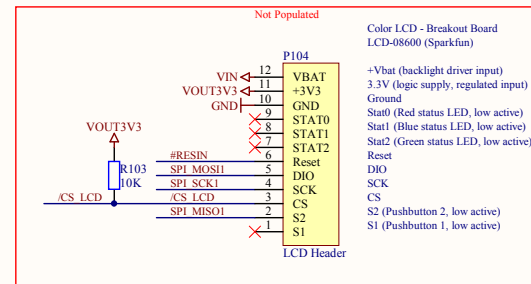 Not Populated
Color LCD - Breakout Board
LCD-08600 (Sparkfun)
P104
VIN 12 VBAT +Vbat (backlight driver input)
VOUT3V3 11 +3V3 3.3V (logic supply, regulated input)
GND 10 GND Ground
9 STAT0 Stat0 (Red status LED, low active)
8 STAT1 Stat1 (Blue status LED, low active)
7 STAT2 Stat2 (Green status LED, low active)
VOUT3V3
#RESIN 6 Reset Reset
R103 SPI_MOSI1 5 DIO DIO
10K SPI_SCK1 4 SCK SCK
/CS_LCD /CS_LCD 3 CS CS
SPI_MISO1 2 S2 S2 (Pushbutton 2, low active)
1 S1 S1 (Pushbutton 1, low active)
LCD Header